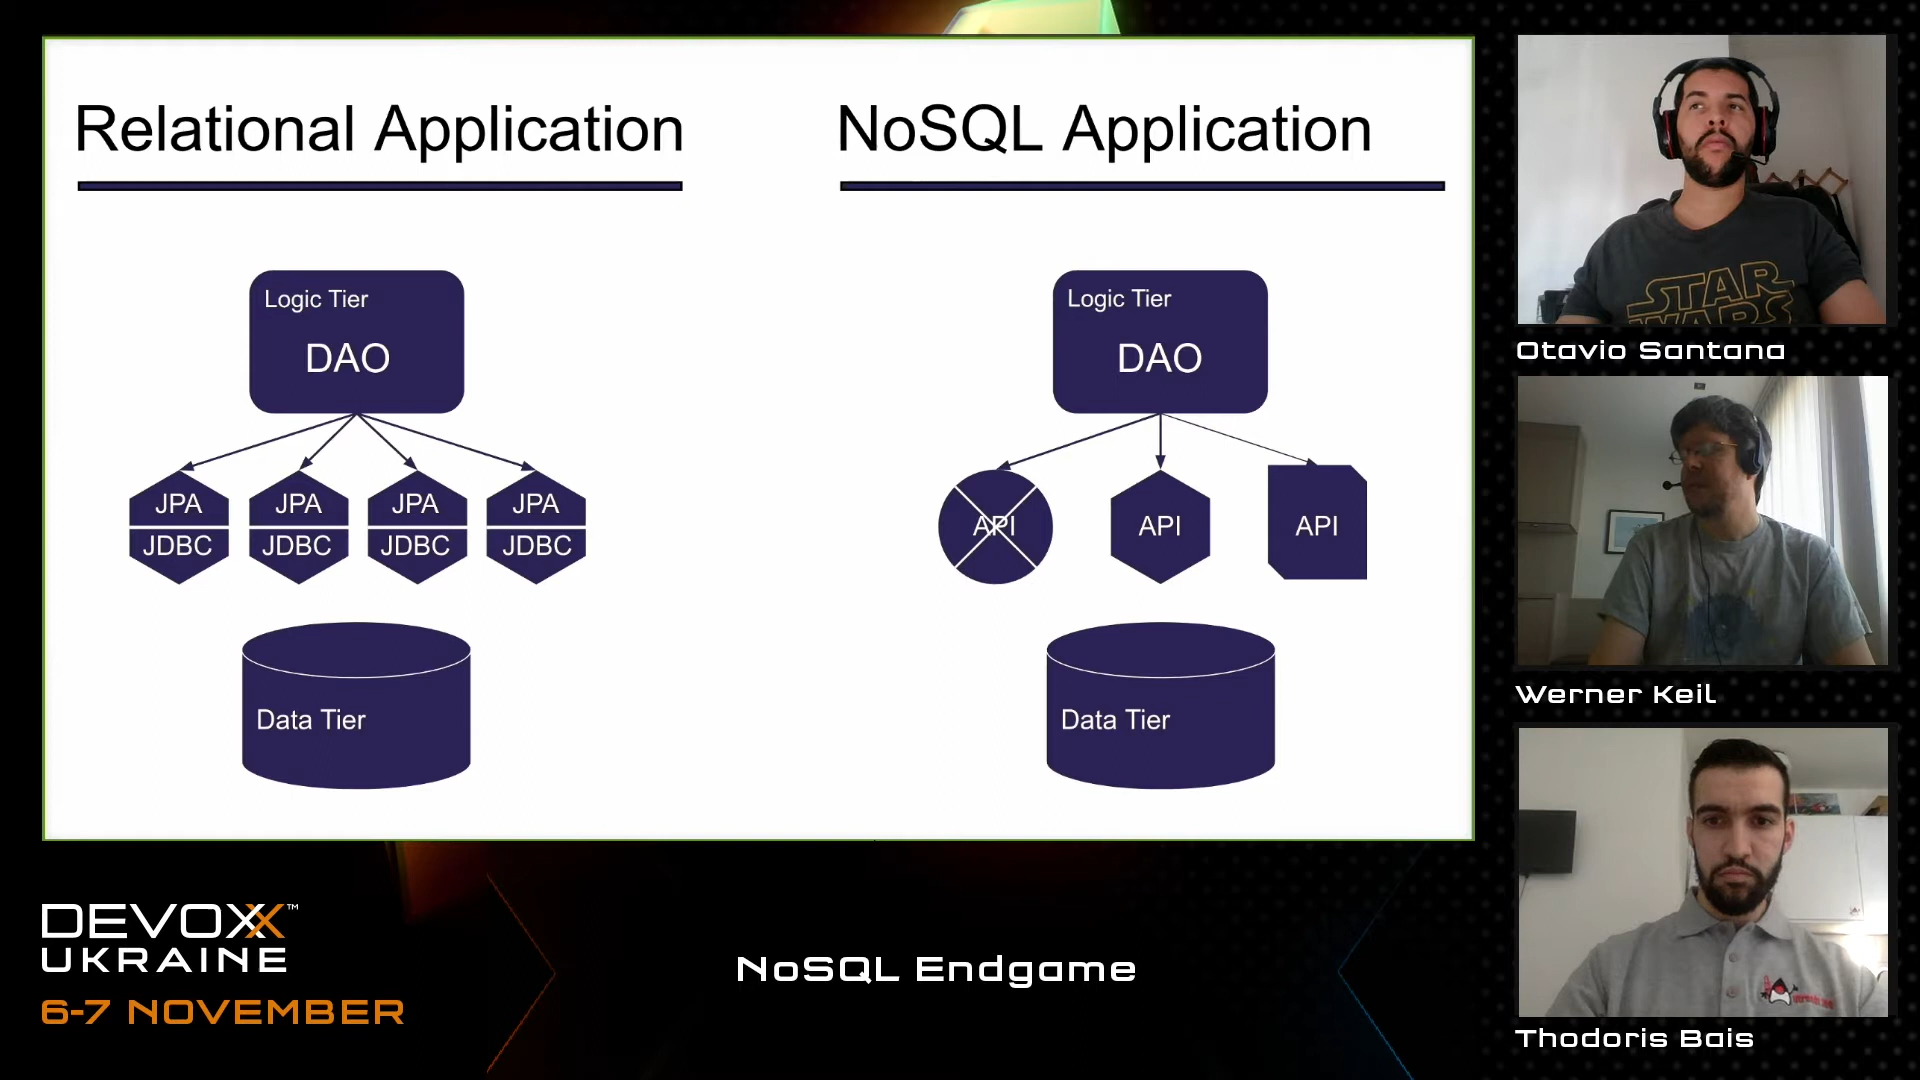 Relational Application
NoSQL Application
Logic Tier
DAO
Logic Tier
DAO
JPA JPA JPA JPA
JDBC JDBC JDBC JDBC
API API API
Data Tier
Data Tier
STAR
WARS
Otavio Santana
Werner Keil
Thodoris Bais
DEVOXX™
UKRAINE
6-7 NOVEMBER
NoSQL Endgame